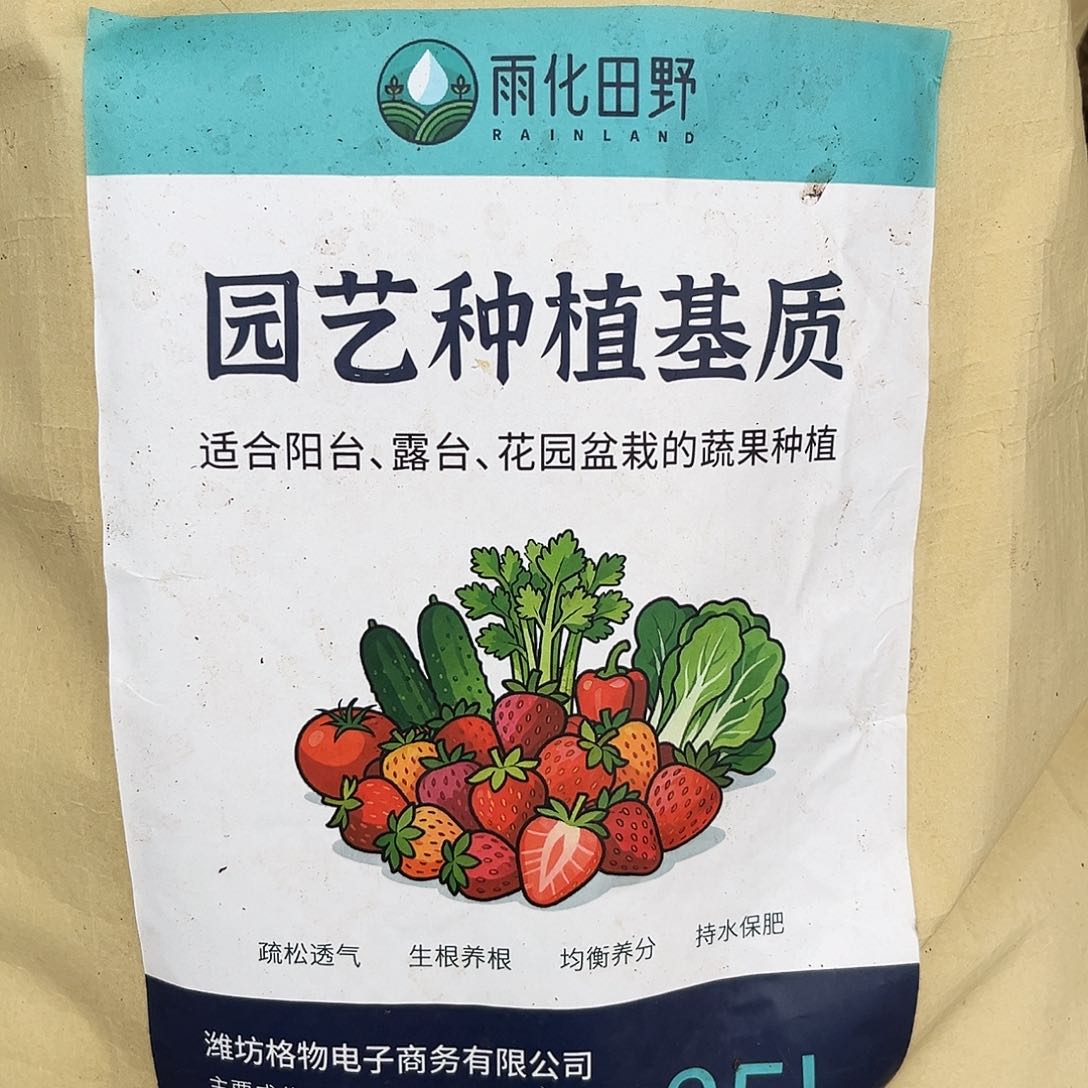 雨化田野
RAINLAND
园艺种植基质
适合阳台、露台、花园盆栽的蔬果种植
疏松透气 生根养根 均衡养分 持水保肥
潍坊格物电子商务有限公司